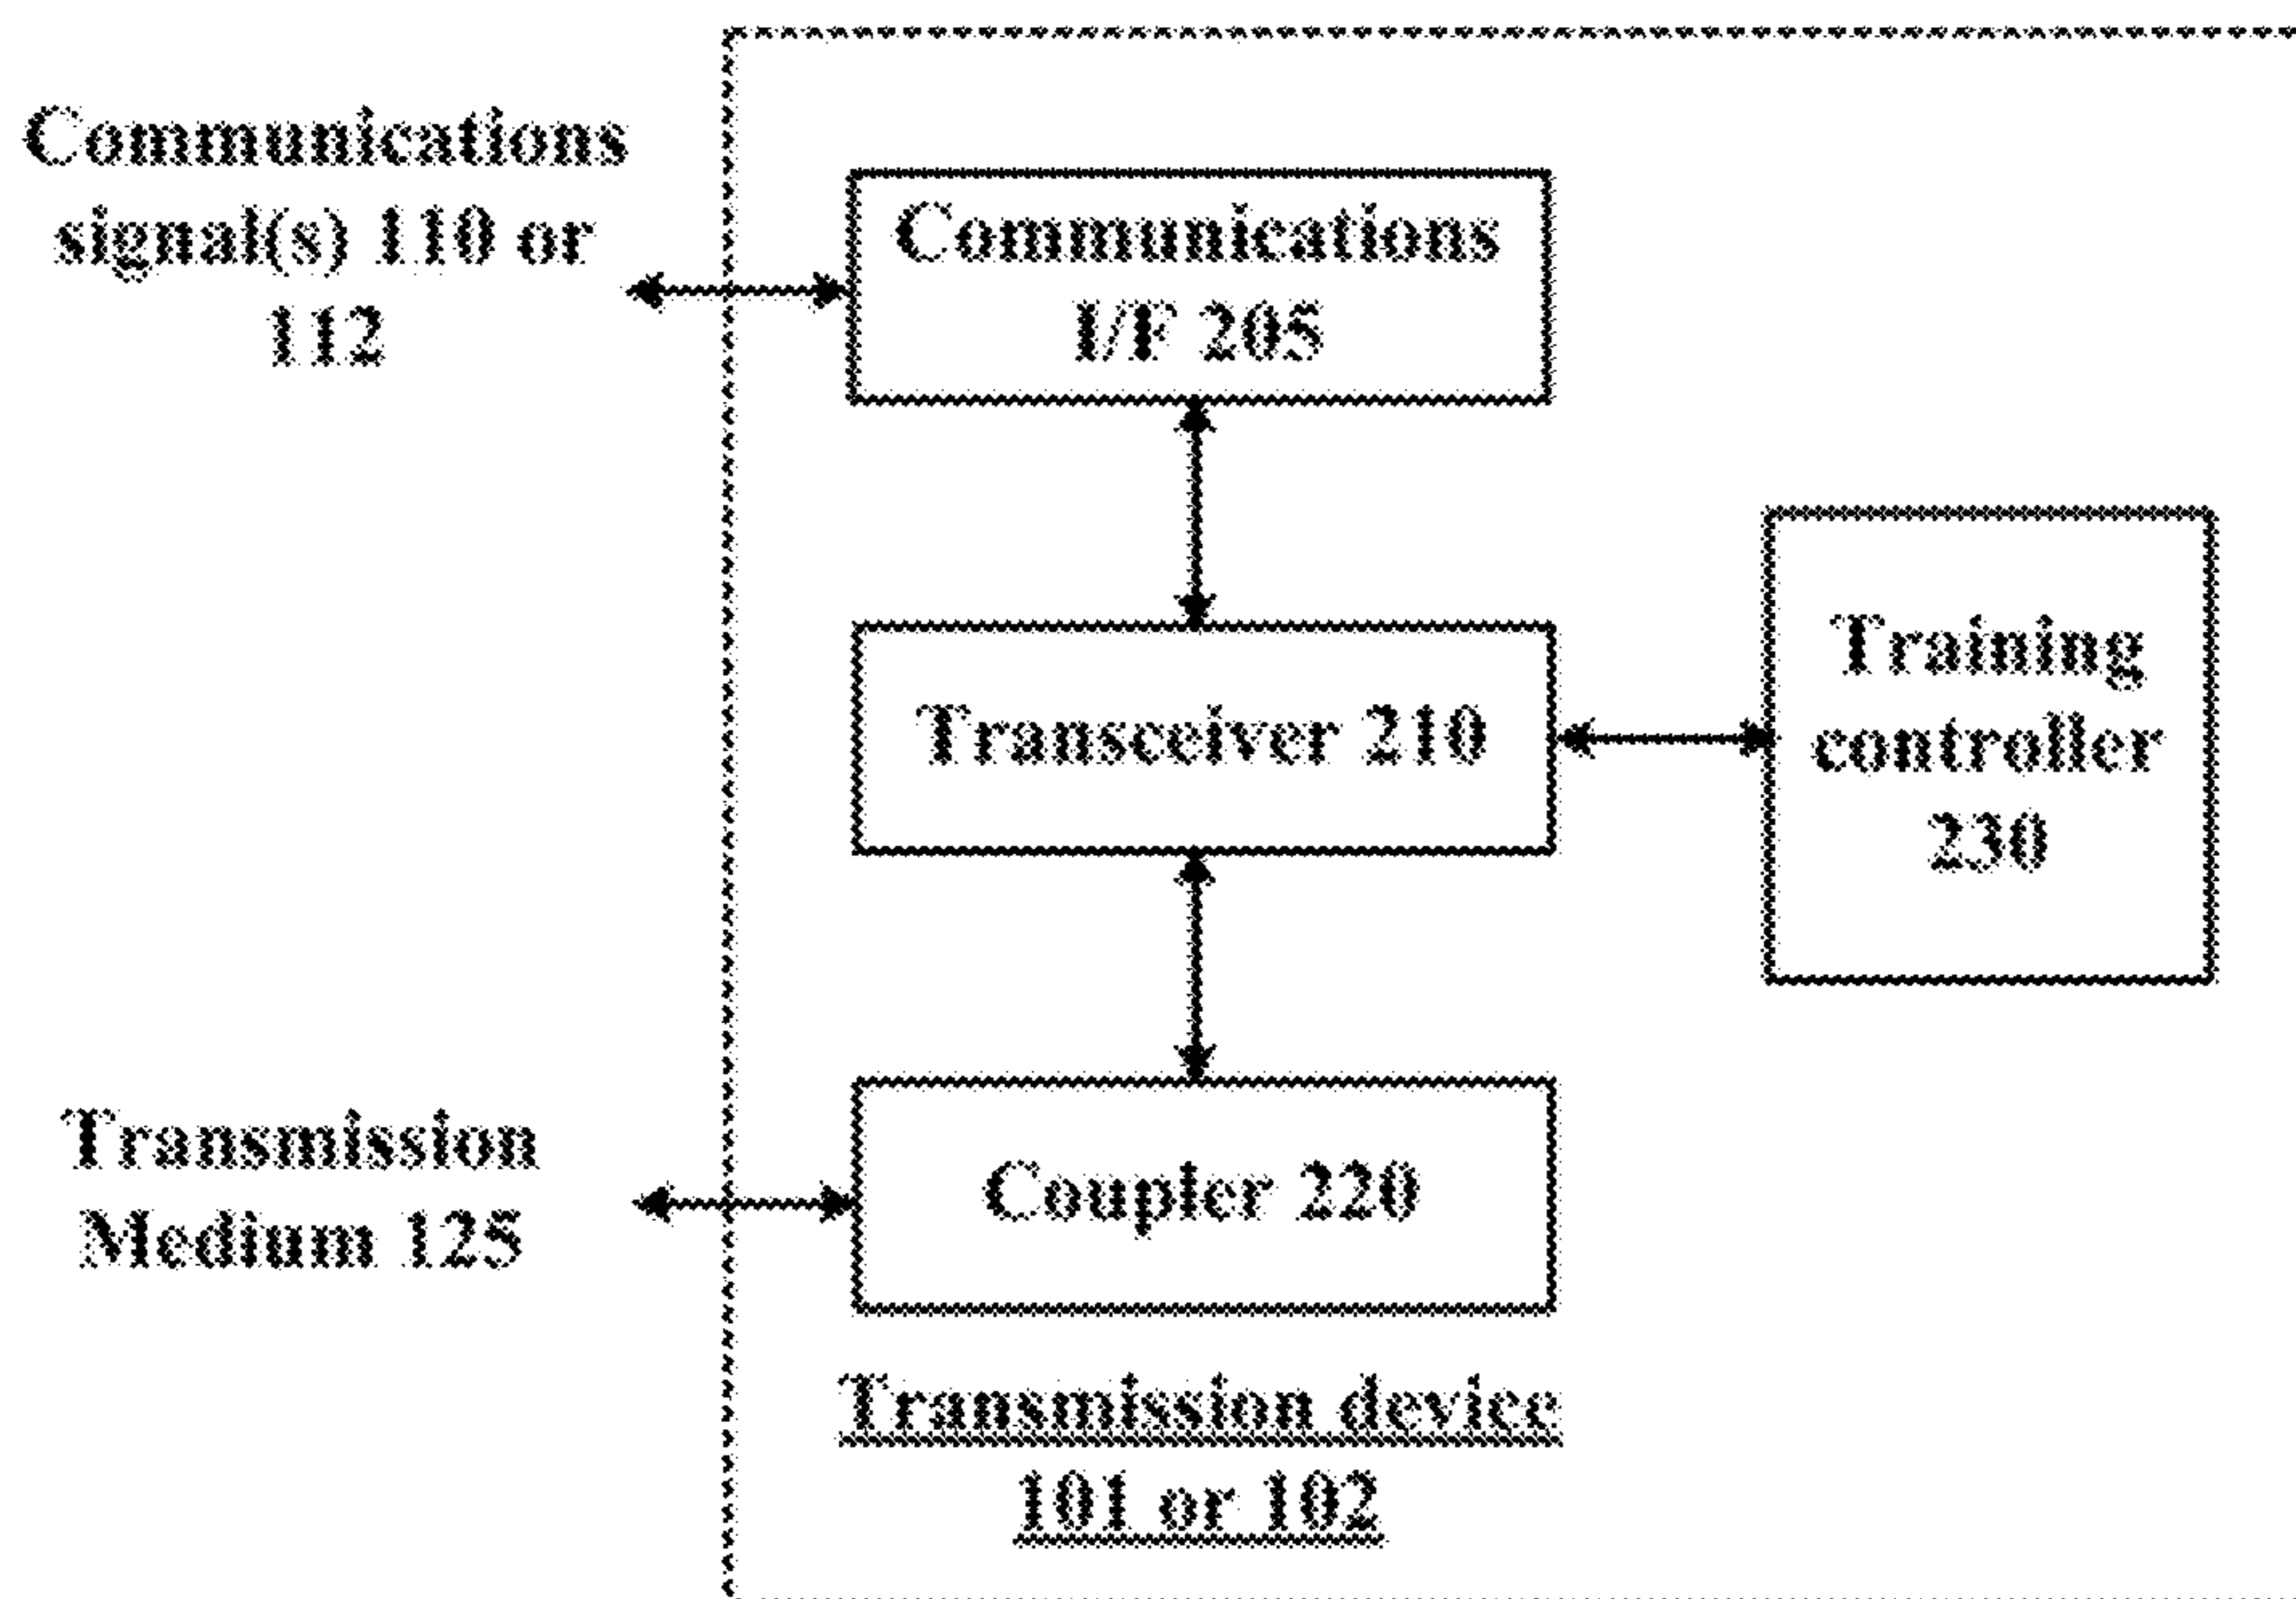 Communications
signal(s) 110 or
112
Communications
I/F 205
Transceiver 210
Training
controller
230
Transmission
Medium 125
Coupler 220
Transmission device
101 or 102